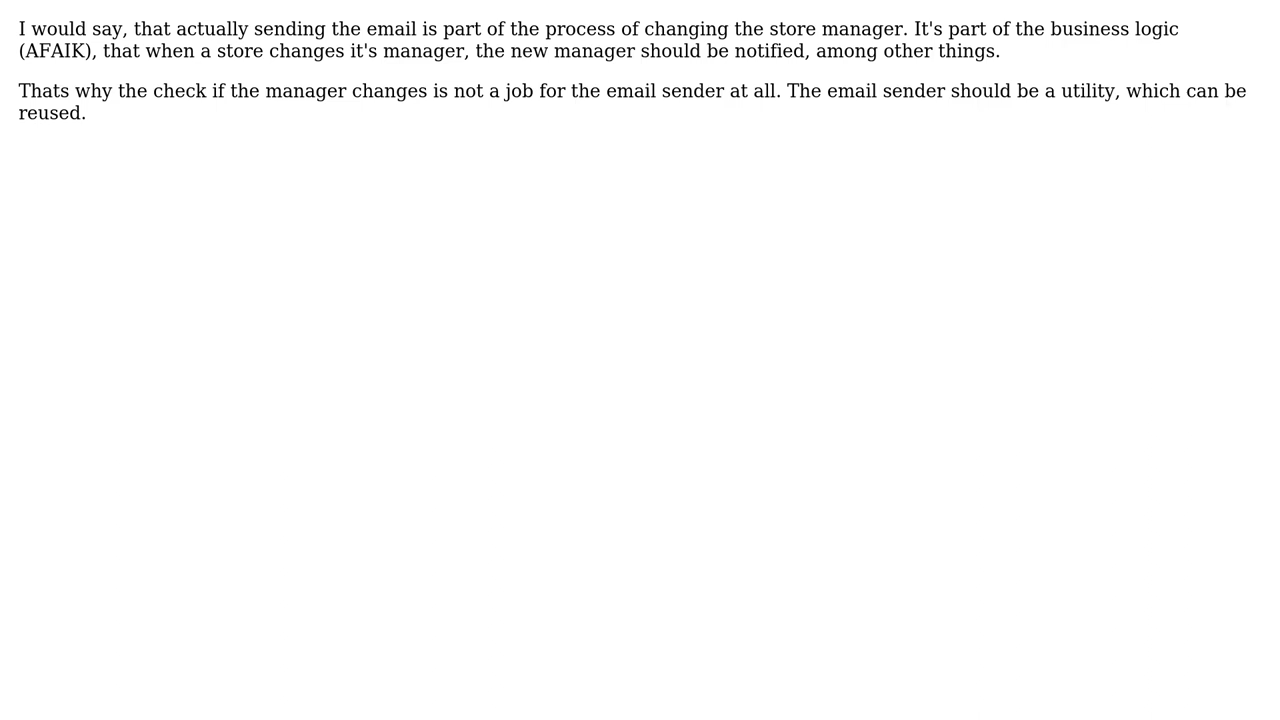 I would say, that actually sending the email is part of the process of changing the store manager. It's part of the business logic
(AFAIK), that when a store changes it's manager, the new manager should be notified, among other things.
Thats why the check if the manager changes is not a job for the email sender at all. The email sender should be a utility, which can be
reused.